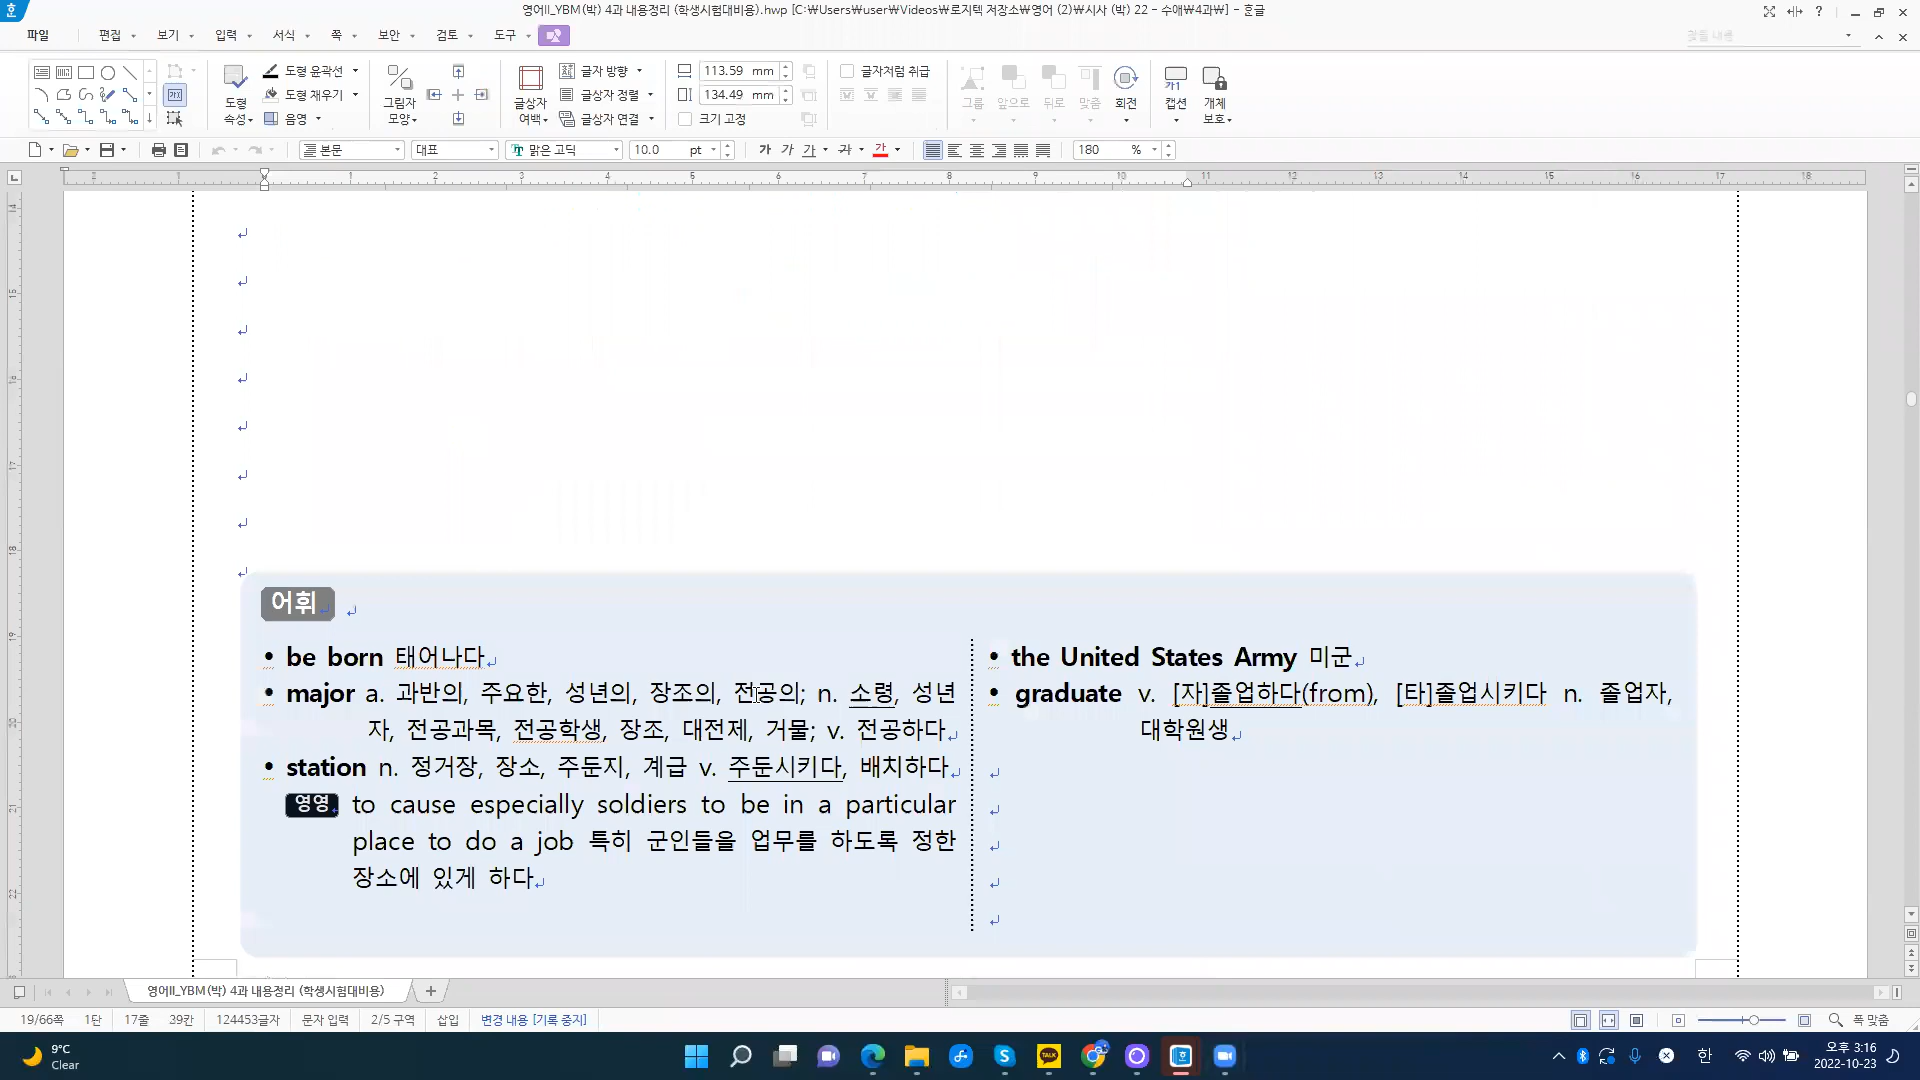 영어II_YBM(박) 4과 내용정리 (학생시험대비용).hwp [C:₩Users₩user₩Videos₩로지텍 저장소₩영어 (2)₩시사 (박) 22 - 수애₩4과₩] - 흔글
파일 편집 보기 입력 서식 쪽 보안 검토 도구
찾을 내용
도형 속성
도형 윤곽선
도형 채우기
음영
그림자 모양
글상자 여백
글자 방향
글상자 정렬
글상자 연결
113.59 mm
134.49 mm
크기 고정
글자처럼 취급
그룹 앞으로 뒤로 맞춤 회전
캡션 개체 보호
본문 대표 맑은 고딕 10.0 pt 가 가 가 가 가 180 %
어휘
• be born 태어나다
• major a. 과반의, 주요한, 성년의, 장조의, 전공의; n. 소령, 성년
자, 전공과목, 전공학생, 장조, 대전제, 거물; v. 전공하다
• station n. 정거장, 장소, 주둔지, 계급 v. 주둔시키다, 배치하다
영영 to cause especially soldiers to be in a particular
place to do a job 특히 군인들을 업무를 하도록 정한
장소에 있게 하다
• the United States Army 미군
• graduate v. [자]졸업하다(from), [타]졸업시키다 n. 졸업자,
대학원생
영어II_YBM(박) 4과 내용정리 (학생시험대비용)
19/66쪽 1단 17줄 39칸 124453글자 문자 입력 2/5 구역 삽입 변경 내용 [기록 중지] 폭 맞춤
9°C
Clear
TALK
한
오후 3:16
2022-10-23